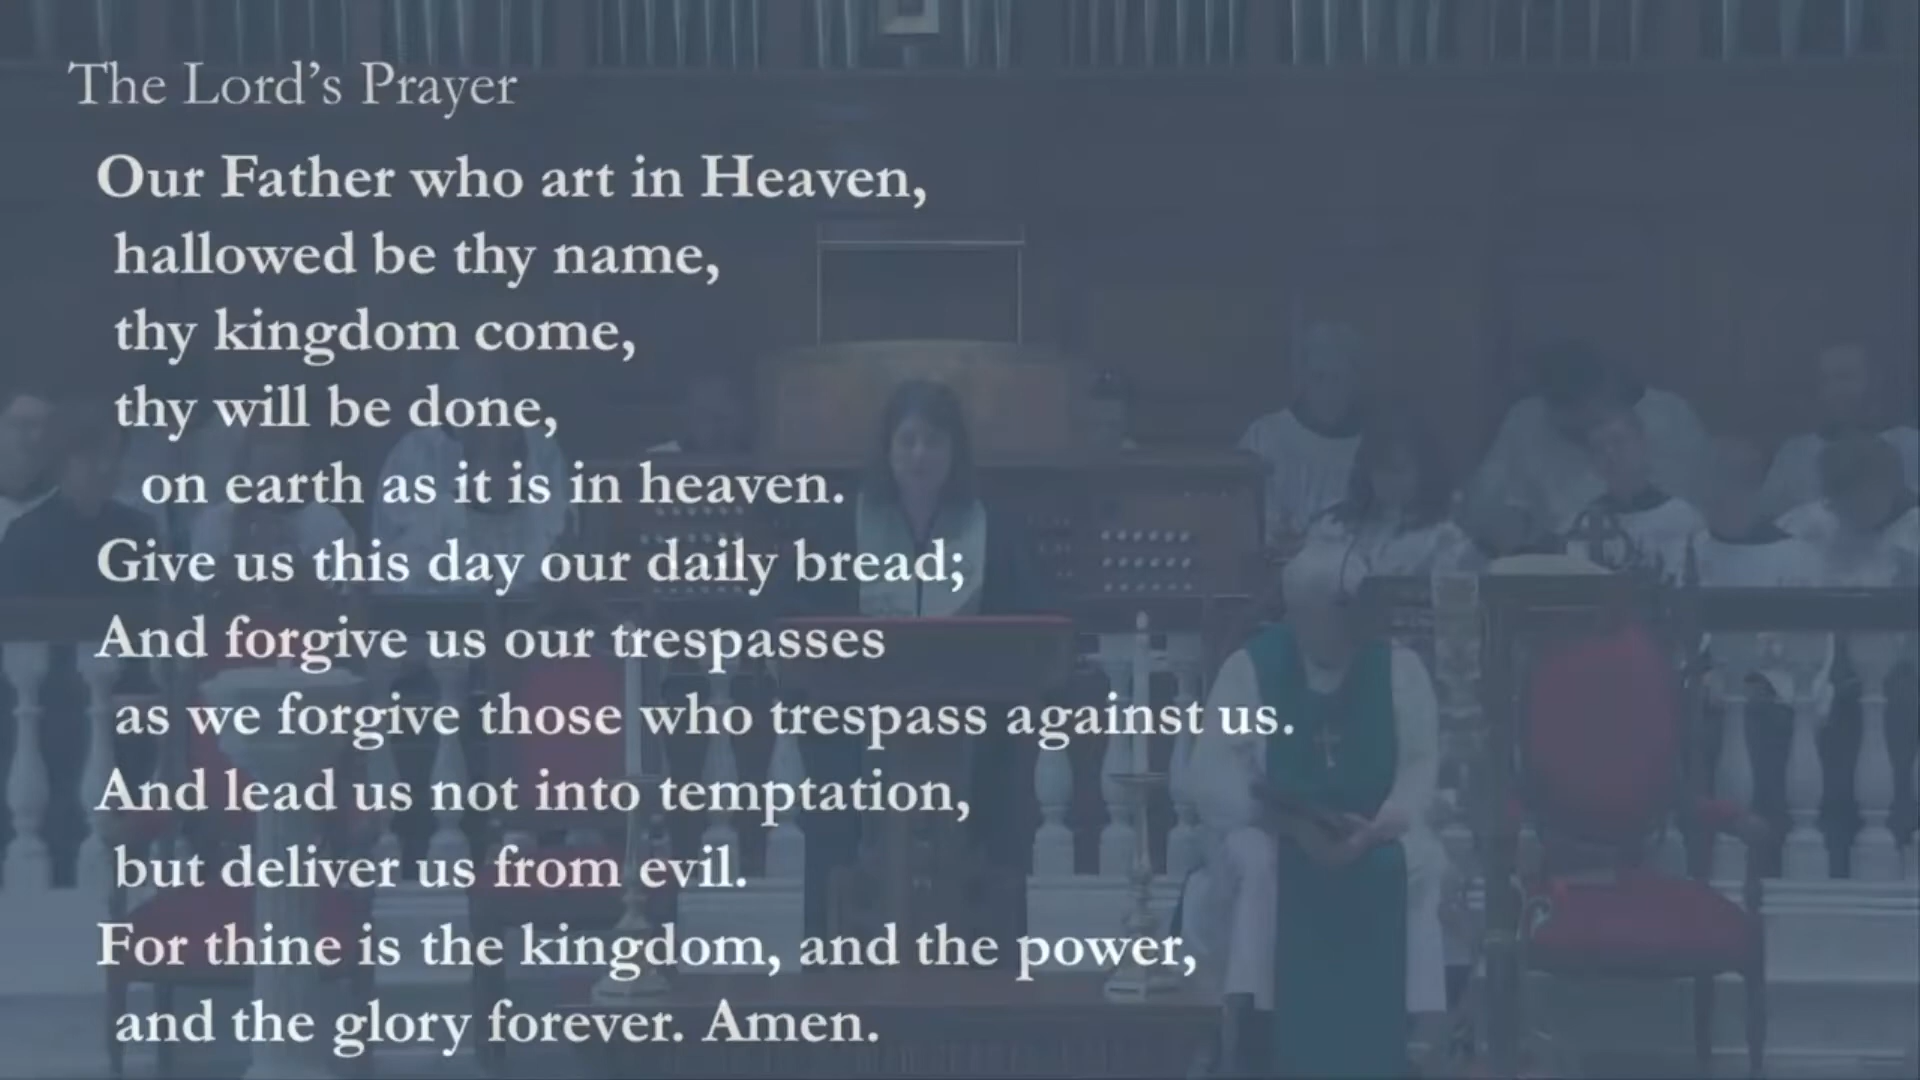 The Lord’s Prayer
Our Father who art in Heaven,
hallowed be thy name,
thy kingdom come,
thy will be done,
on earth as it is in heaven.
Give us this day our daily bread;
And forgive us our trespasses
as we forgive those who trespass against us.
And lead us not into temptation,
but deliver us from evil.
For thine is the kingdom, and the power,
and the glory forever. Amen.